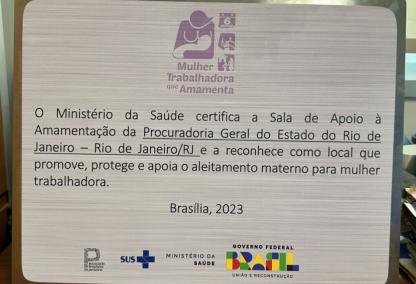 Mulher
Trabalhadora
que Amamenta
O Ministério da Saúde certifica a Sala de Apoio à
Amamentação da Procuradoria Geral do Estado do Rio de
Janeiro – Rio de Janeiro/RJ e a reconhece como local que
promove, protege e apoia o aleitamento materno para mulher
trabalhadora.
Brasília, 2023
SUS
MINISTÉRIO DA
SAÚDE
GOVERNO FEDERAL
BRASIL
UNIÃO E RECONSTRUÇÃO